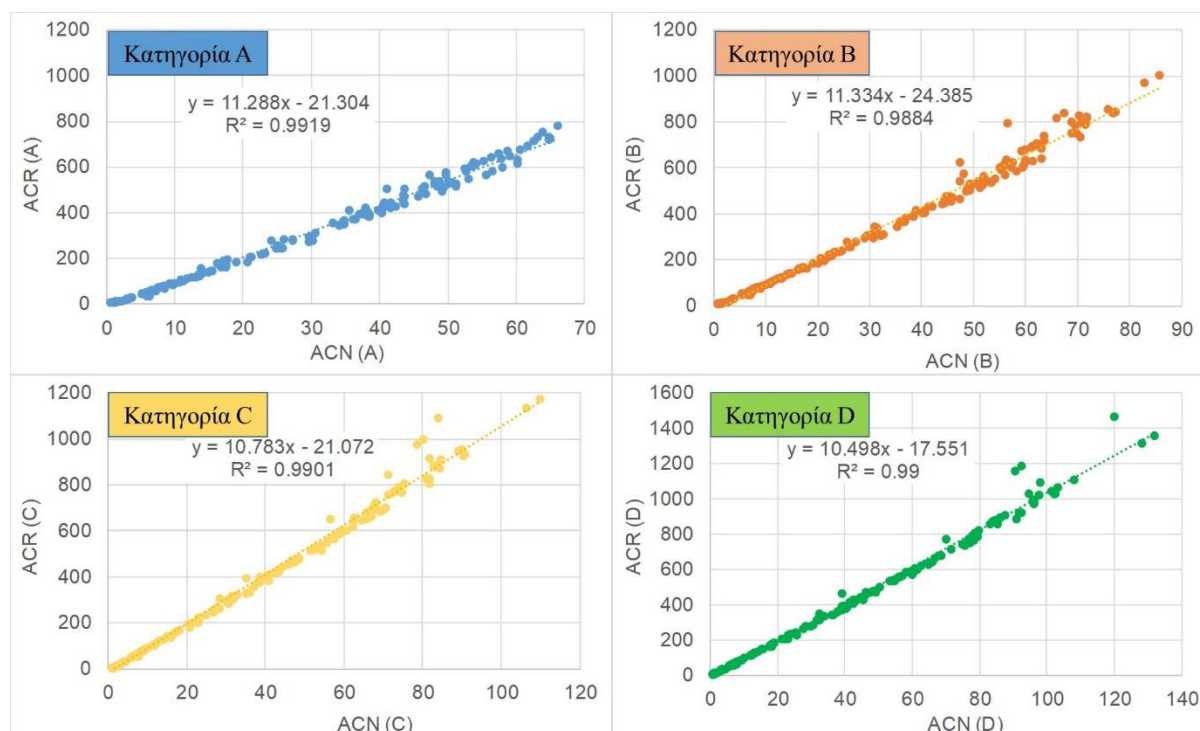 Κατηγορία Α
y = 11.288x - 21.304
R² = 0.9919
1200
1000
800
600
400
200
0
0 10 20 30 40 50 60 70
ACR (A)
ACN (A)
Κατηγορία Β
y = 11.334x - 24.385
R² = 0.9884
1200
1000
800
600
400
200
0
0 10 20 30 40 50 60 70 80 90
ACR (B)
ACN (B)
Κατηγορία C
y = 10.783x - 21.072
R² = 0.9901
1200
1000
800
600
400
200
0
0 20 40 60 80 100 120
ACR (C)
ACN (C)
Κατηγορία D
y = 10.498x - 17.551
R² = 0.99
1600
1400
1200
1000
800
600
400
200
0
0 20 40 60 80 100 120 140
ACR (D)
ACN (D)